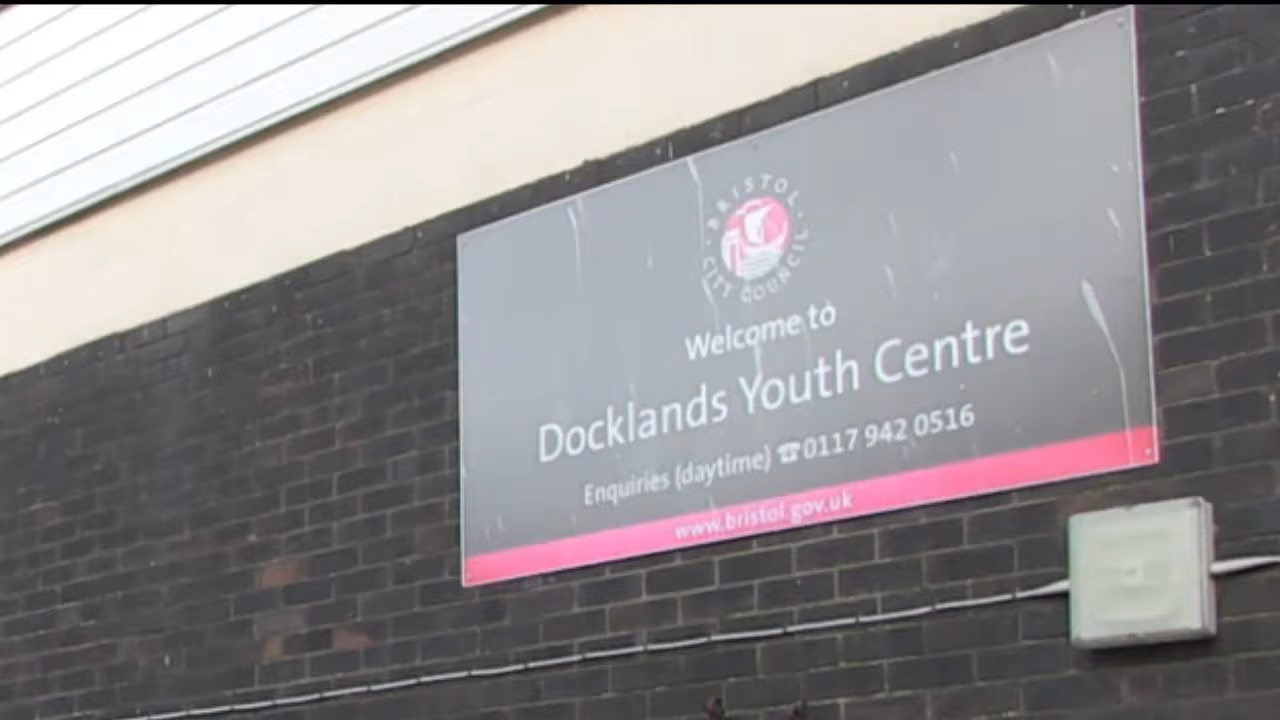 BRISTOL
CITY COUNCIL
Welcome to
Docklands Youth Centre
Enquiries (daytime) ☎0117 942 0516
www.bristol.gov.uk